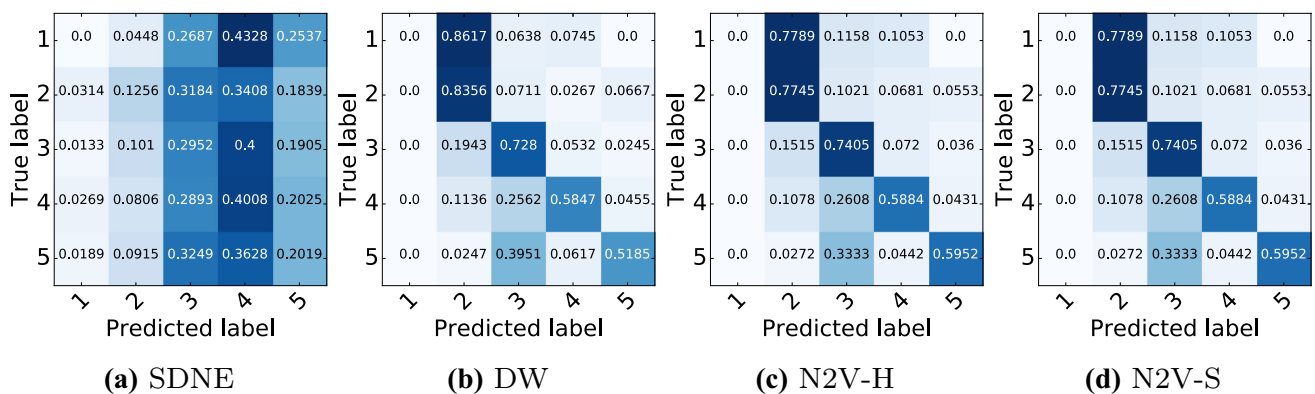 True label
1 0.0 0.0448 0.2687 0.4328 0.2537
2 0.0314 0.1256 0.3184 0.3408 0.1839
3 0.0133 0.101 0.2952 0.4 0.1905
4 0.0269 0.0806 0.2893 0.4008 0.2025
5 0.0189 0.0915 0.3249 0.3628 0.2019
1 2 3 4 5
Predicted label
(a) SDNE
True label
1 0.0 0.8617 0.0638 0.0745 0.0
2 0.0 0.8356 0.0711 0.0267 0.0667
3 0.0 0.1943 0.728 0.0532 0.0245
4 0.0 0.1136 0.2562 0.5847 0.0455
5 0.0 0.0247 0.3951 0.0617 0.5185
1 2 3 4 5
Predicted label
(b) DW
True label
1 0.0 0.7789 0.1158 0.1053 0.0
2 0.0 0.7745 0.1021 0.0681 0.0553
3 0.0 0.1515 0.7405 0.072 0.036
4 0.0 0.1078 0.2608 0.5884 0.0431
5 0.0 0.0272 0.3333 0.0442 0.5952
1 2 3 4 5
Predicted label
(c) N2V-H
True label
1 0.0 0.7789 0.1158 0.1053 0.0
2 0.0 0.7745 0.1021 0.0681 0.0553
3 0.0 0.1515 0.7405 0.072 0.036
4 0.0 0.1078 0.2608 0.5884 0.0431
5 0.0 0.0272 0.3333 0.0442 0.5952
1 2 3 4 5
Predicted label
(d) N2V-S